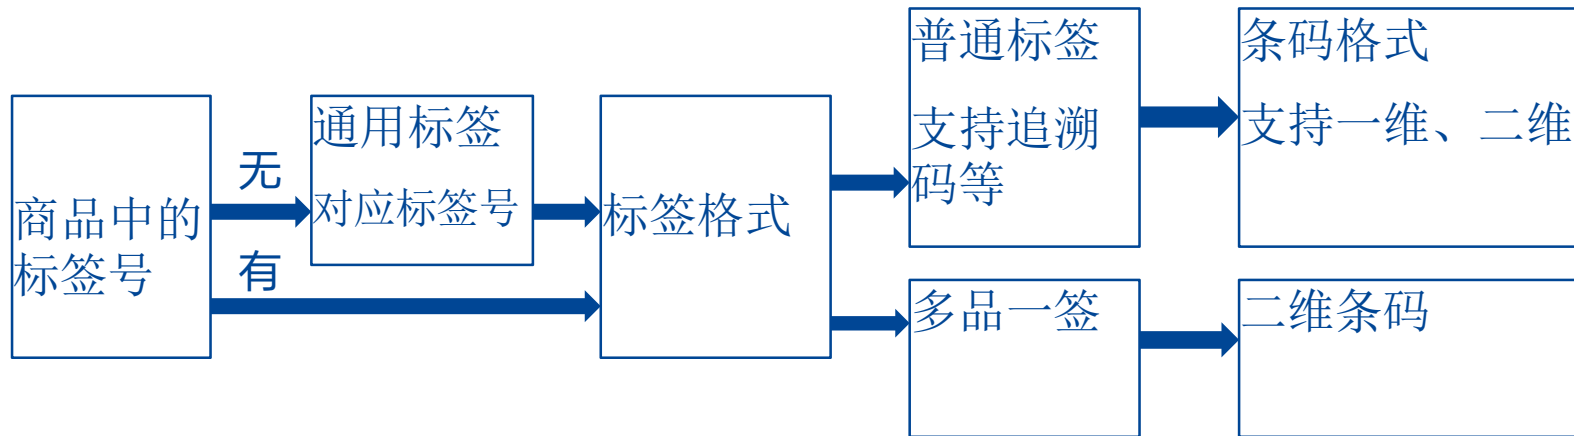 商品中的
标签号
无
有
通用标签
对应标签号
标签格式
普通标签
支持追溯
码等
条码格式
支持一维、二维
多品一签
二维条码